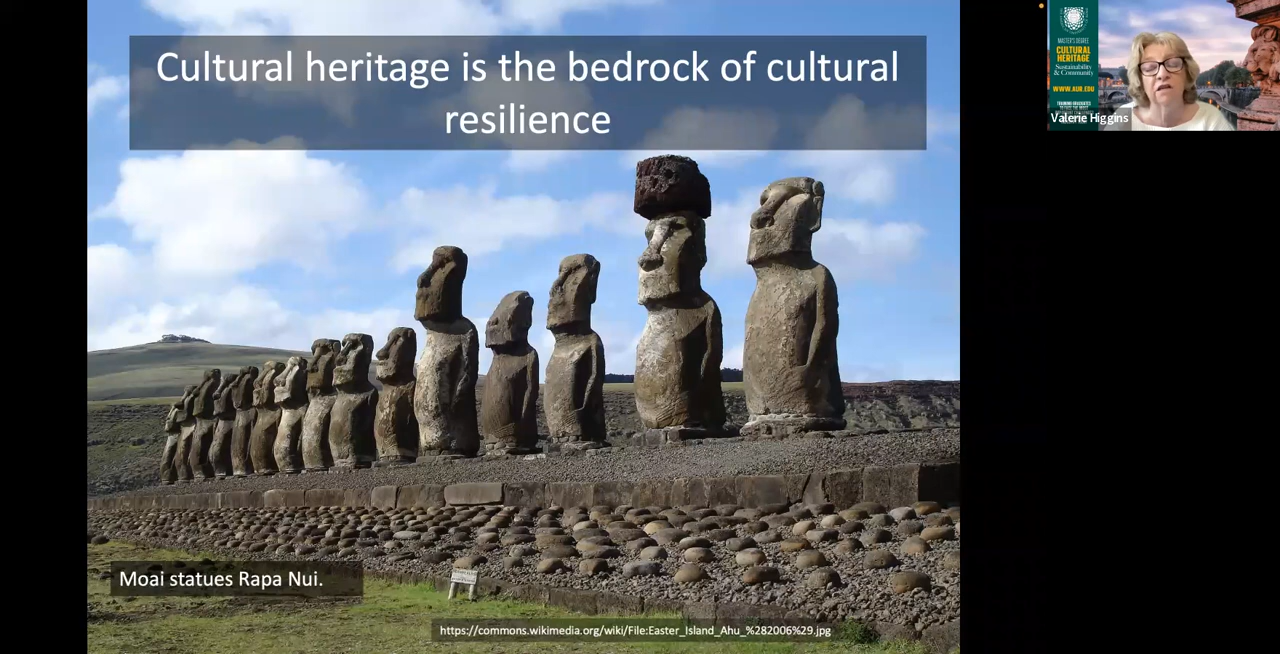 Cultural heritage is the bedrock of cultural
resilience
Moai statues Rapa Nui.
https://commons.wikimedia.org/wiki/File:Easter_Island_Ahu_%282006%29.jpg
MASTER'S DEGREE
CULTURAL
HERITAGE
Sustainability
& Community
WWW.AUR.EDU
Valerie Higgins